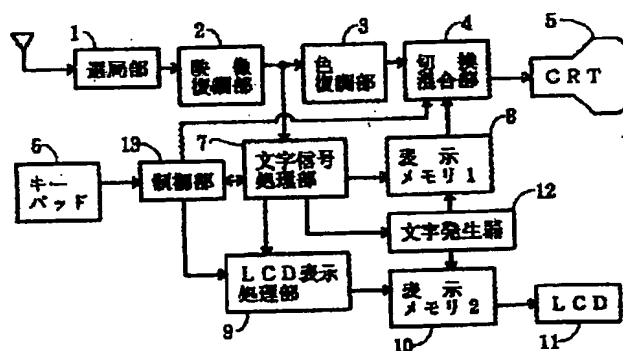 1
2
3
4
5
選局部
映像
復調部
色
復調部
切換
混合部
CRT
6
13
7
8
キー
パッド
制御部
文字信号
処理部
表示
メモリ1
12
文字発生器
LCD表示
処理部
表示
メモリ2
LCD
9
10
11